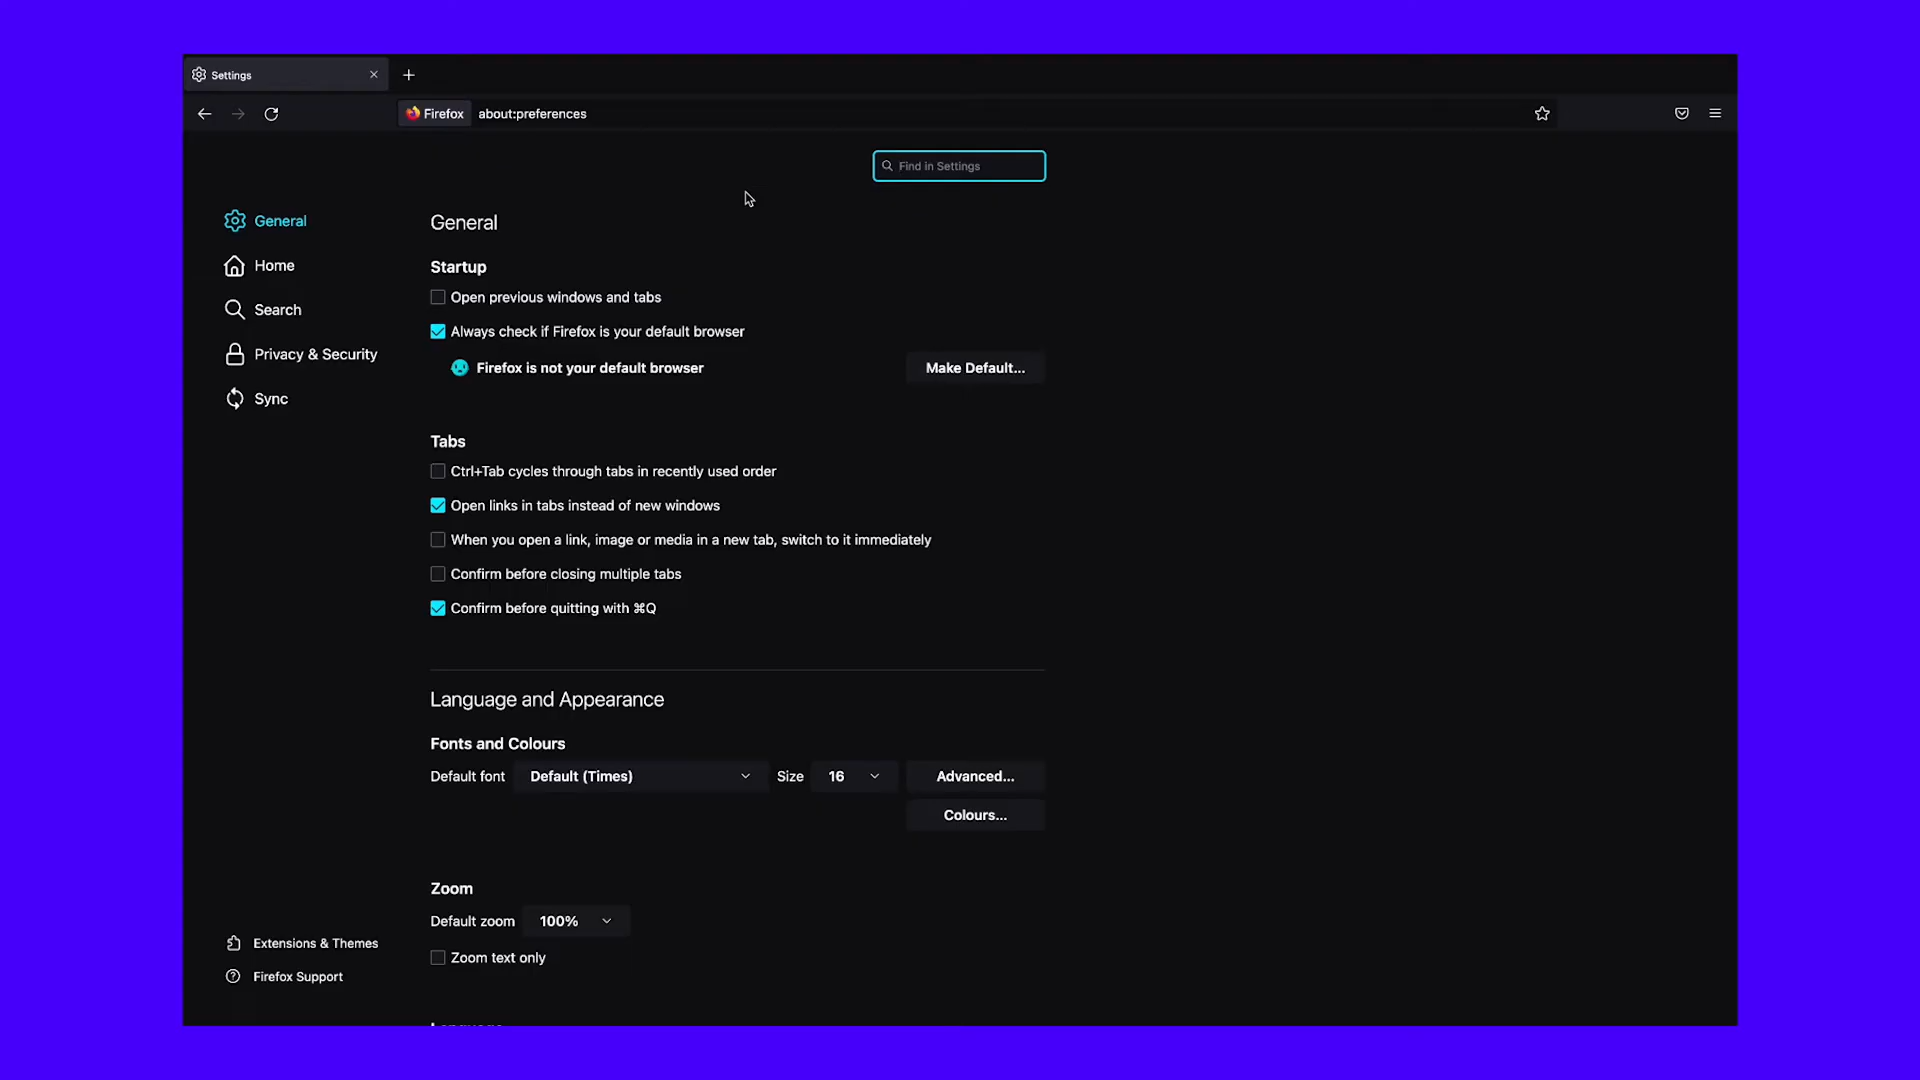 Settings
Firefox about:preferences
Find in Settings
General
Home
Search
Privacy & Security
Sync
Extensions & Themes
Firefox Support
General
Startup
Open previous windows and tabs
Always check if Firefox is your default browser
Firefox is not your default browser
Make Default...
Tabs
Ctrl+Tab cycles through tabs in recently used order
Open links in tabs instead of new windows
When you open a link, image or media in a new tab, switch to it immediately
Confirm before closing multiple tabs
Confirm before quitting with ⌘Q
Language and Appearance
Fonts and Colours
Default font Default (Times) Size 16 Advanced...
Colours...
Zoom
Default zoom 100%
Zoom text only